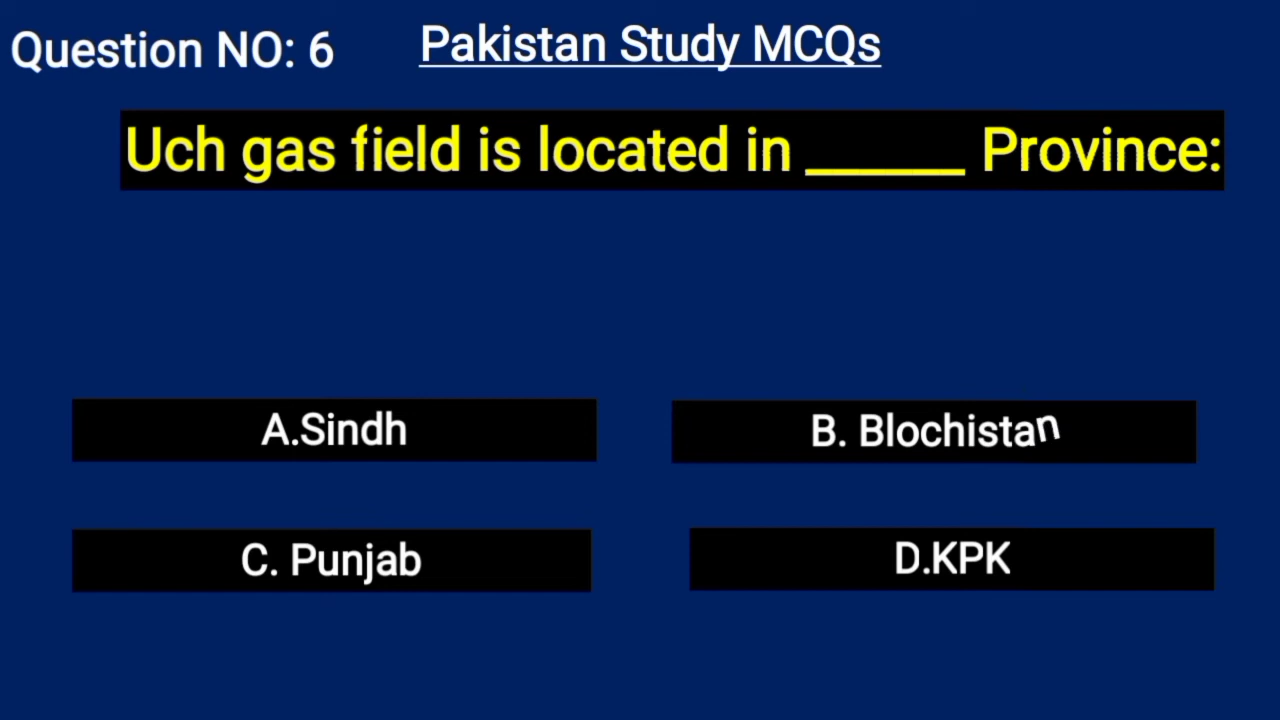 Question NO: 6
Pakistan Study MCQs
Uch gas field is located in ______ Province:
A.Sindh
B. Blochistan
C. Punjab
D.KPK